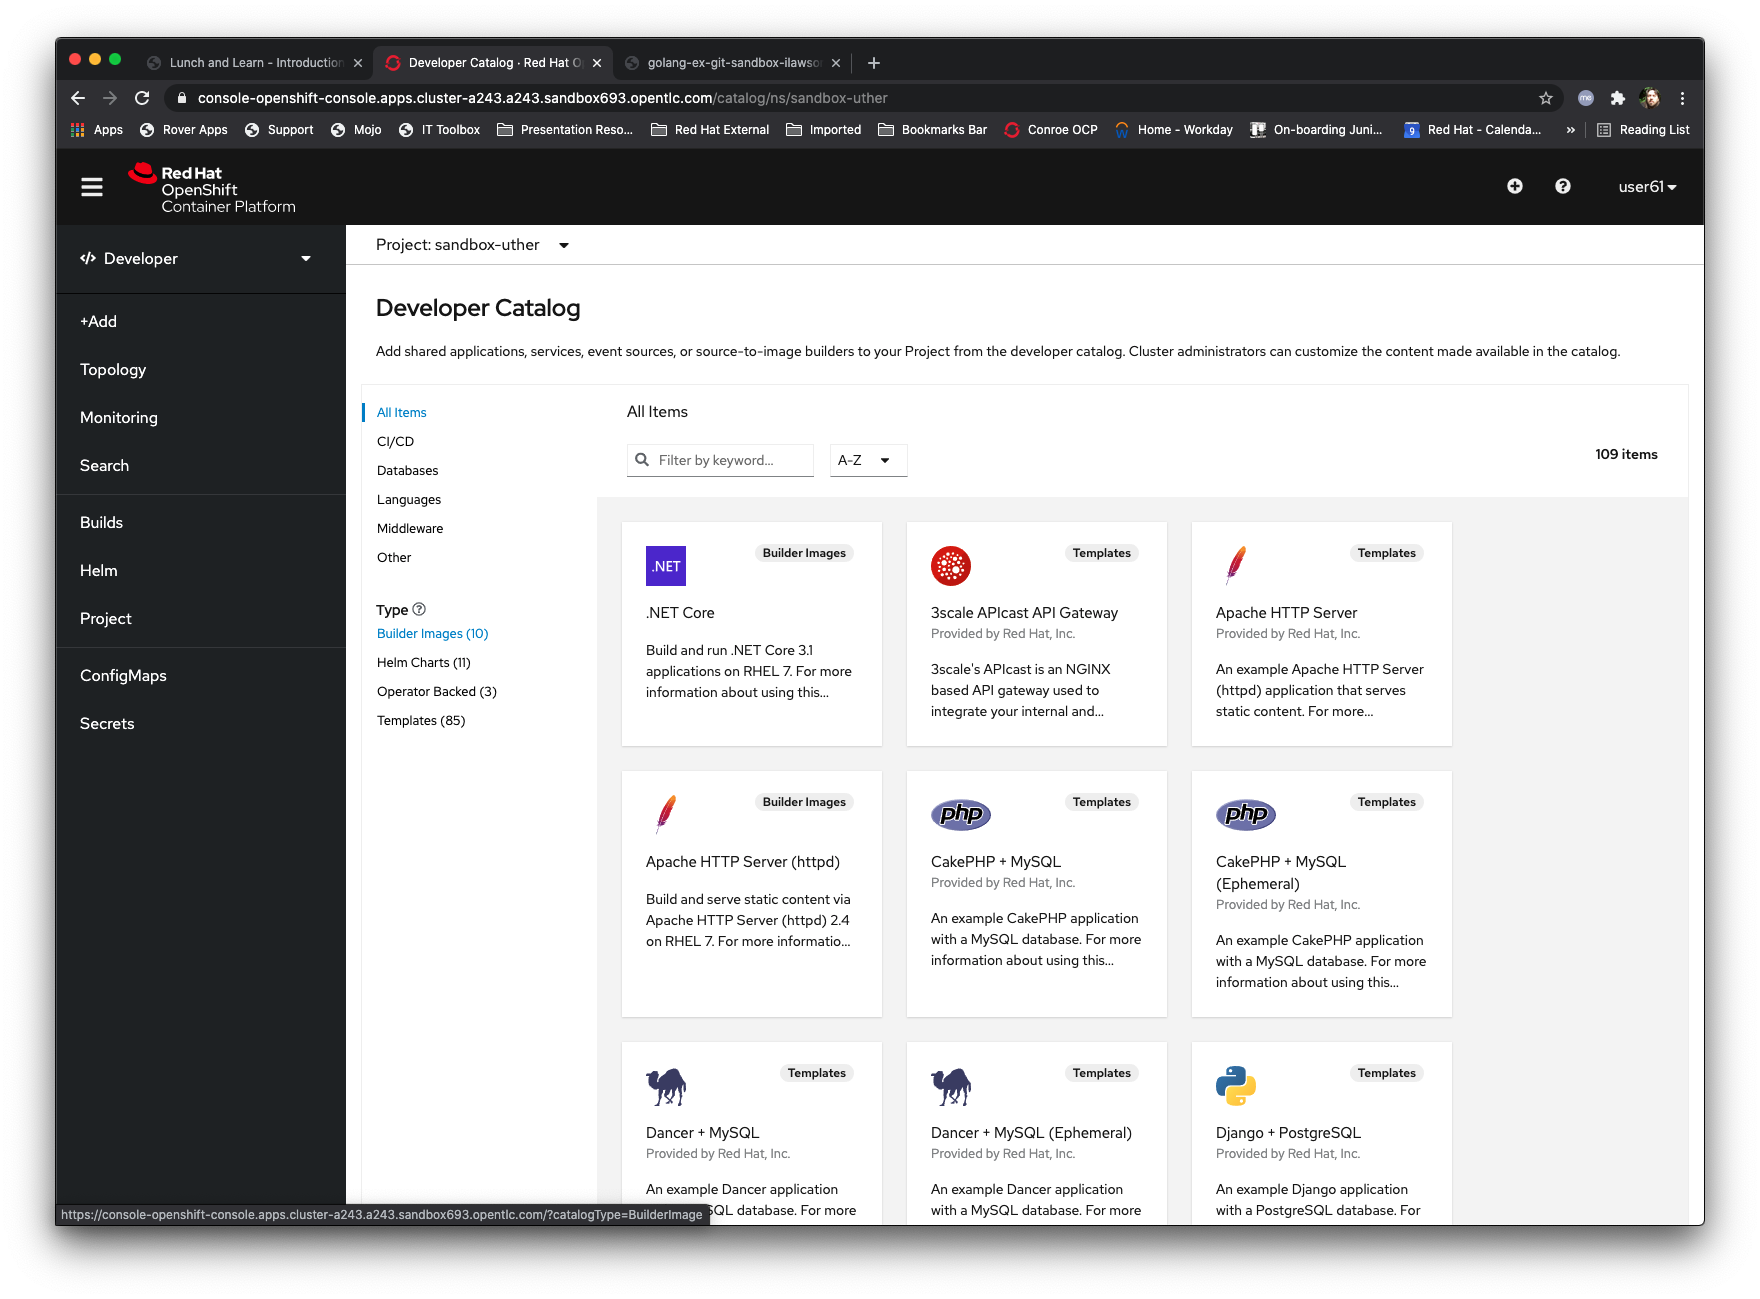 Lunch and Learn - Introduction
Developer Catalog · Red Hat O
golang-ex-git-sandbox-ilawson
console-openshift-console.apps.cluster-a243.a243.sandbox693.opentlc.com/catalog/ns/sandbox-uther
me
Apps
Rover Apps
Support
Mojo
IT Toolbox
Presentation Reso...
Red Hat External
Imported
Bookmarks Bar
Conroe OCP
Home - Workday
On-boarding Juni...
9
Red Hat - Calenda...
»
Reading List
Red Hat
OpenShift
Container Platform
user61
Developer
+Add
Topology
Monitoring
Search
Builds
Helm
Project
ConfigMaps
Secrets
Project: sandbox-uther
Developer Catalog
Add shared applications, services, event sources, or source-to-image builders to your Project from the developer catalog. Cluster administrators can customize the content made available in the catalog.
All Items
CI/CD
Databases
Languages
Middleware
Other
Type
Builder Images (10)
Helm Charts (11)
Operator Backed (3)
Templates (85)
All Items
Filter by keyword...
A-Z
109 items
.NET
Builder Images
.NET Core
Build and run .NET Core 3.1
applications on RHEL 7. For more
information about using this...
Templates
3scale APIcast API Gateway
Provided by Red Hat, Inc.
3scale's APIcast is an NGINX
based API gateway used to
integrate your internal and...
Templates
Apache HTTP Server
Provided by Red Hat, Inc.
An example Apache HTTP Server
(httpd) application that serves
static content. For more...
Builder Images
Apache HTTP Server (httpd)
Build and serve static content via
Apache HTTP Server (httpd) 2.4
on RHEL 7. For more informatio...
php
Templates
CakePHP + MySQL
Provided by Red Hat, Inc.
An example CakePHP application
with a MySQL database. For more
information about using this...
php
Templates
CakePHP + MySQL
(Ephemeral)
Provided by Red Hat, Inc.
An example CakePHP application
with a MySQL database. For more
information about using this...
Templates
Dancer + MySQL
Provided by Red Hat, Inc.
An example Dancer application
SQL database. For more
Templates
Dancer + MySQL (Ephemeral)
Provided by Red Hat, Inc.
An example Dancer application
with a MySQL database. For more
Templates
Django + PostgreSQL
Provided by Red Hat, Inc.
An example Django application
with a PostgreSQL database. For
https://console-openshift-console.apps.cluster-a243.a243.sandbox693.opentlc.com/?catalogType=BuilderImage